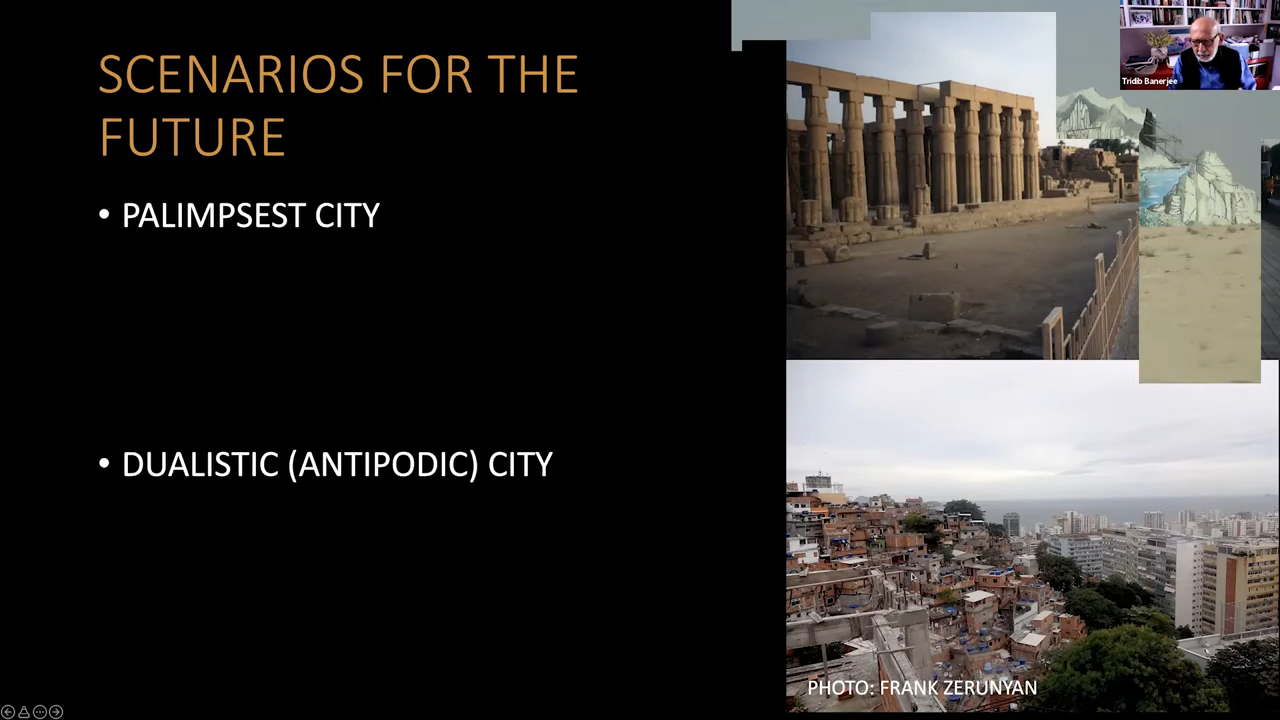 SCENARIOS FOR THE
FUTURE
• PALIMPSEST CITY
• DUALISTIC (ANTIPODIC) CITY
Tridib Banerjee
PHOTO: FRANK ZERUNYAN